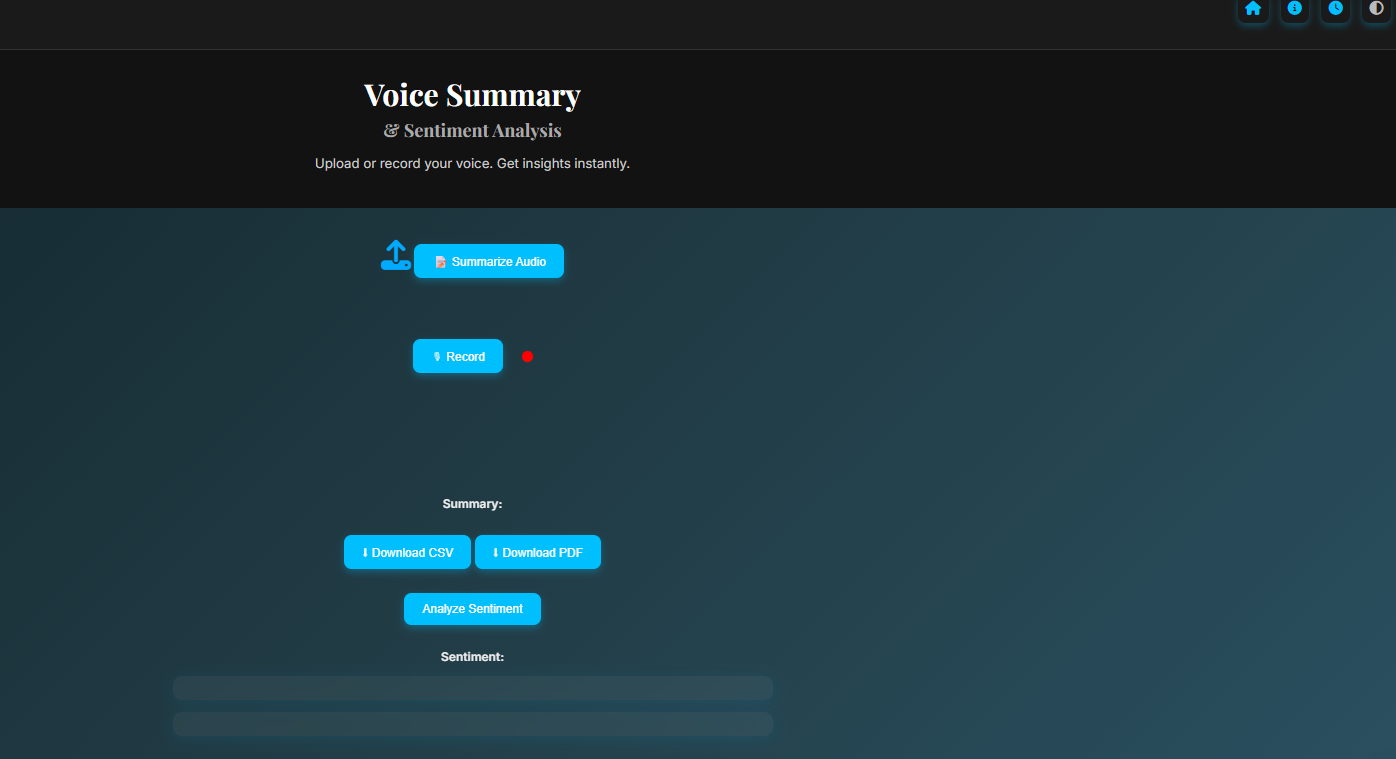 Voice Summary
& Sentiment Analysis
Upload or record your voice. Get insights instantly.
📝 Summarize Audio
🎙 Record
Summary:
⬇ Download CSV ⬇ Download PDF
Analyze Sentiment
Sentiment: